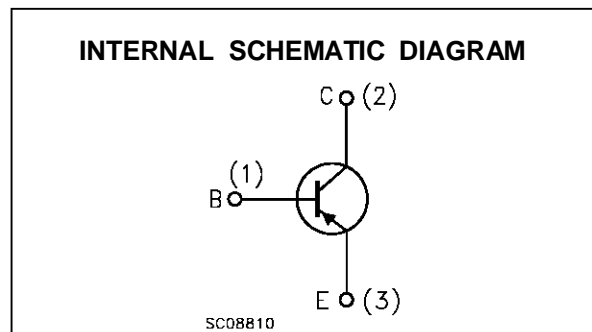 INTERNAL SCHEMATIC DIAGRAM
C (2)
(1)
B
E (3)
SC08810